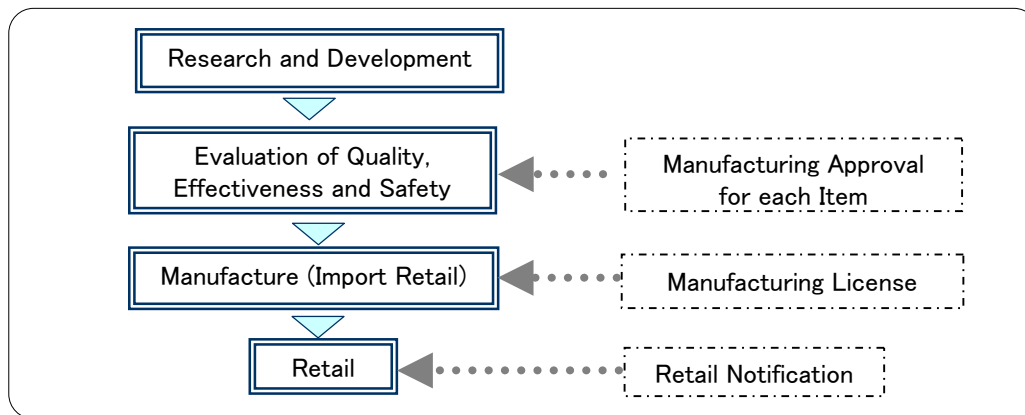 Research and Development
Evaluation of Quality,
Effectiveness and Safety
Manufacturing Approval
for each Item
Manufacture (Import Retail)
Manufacturing License
Retail
Retail Notification